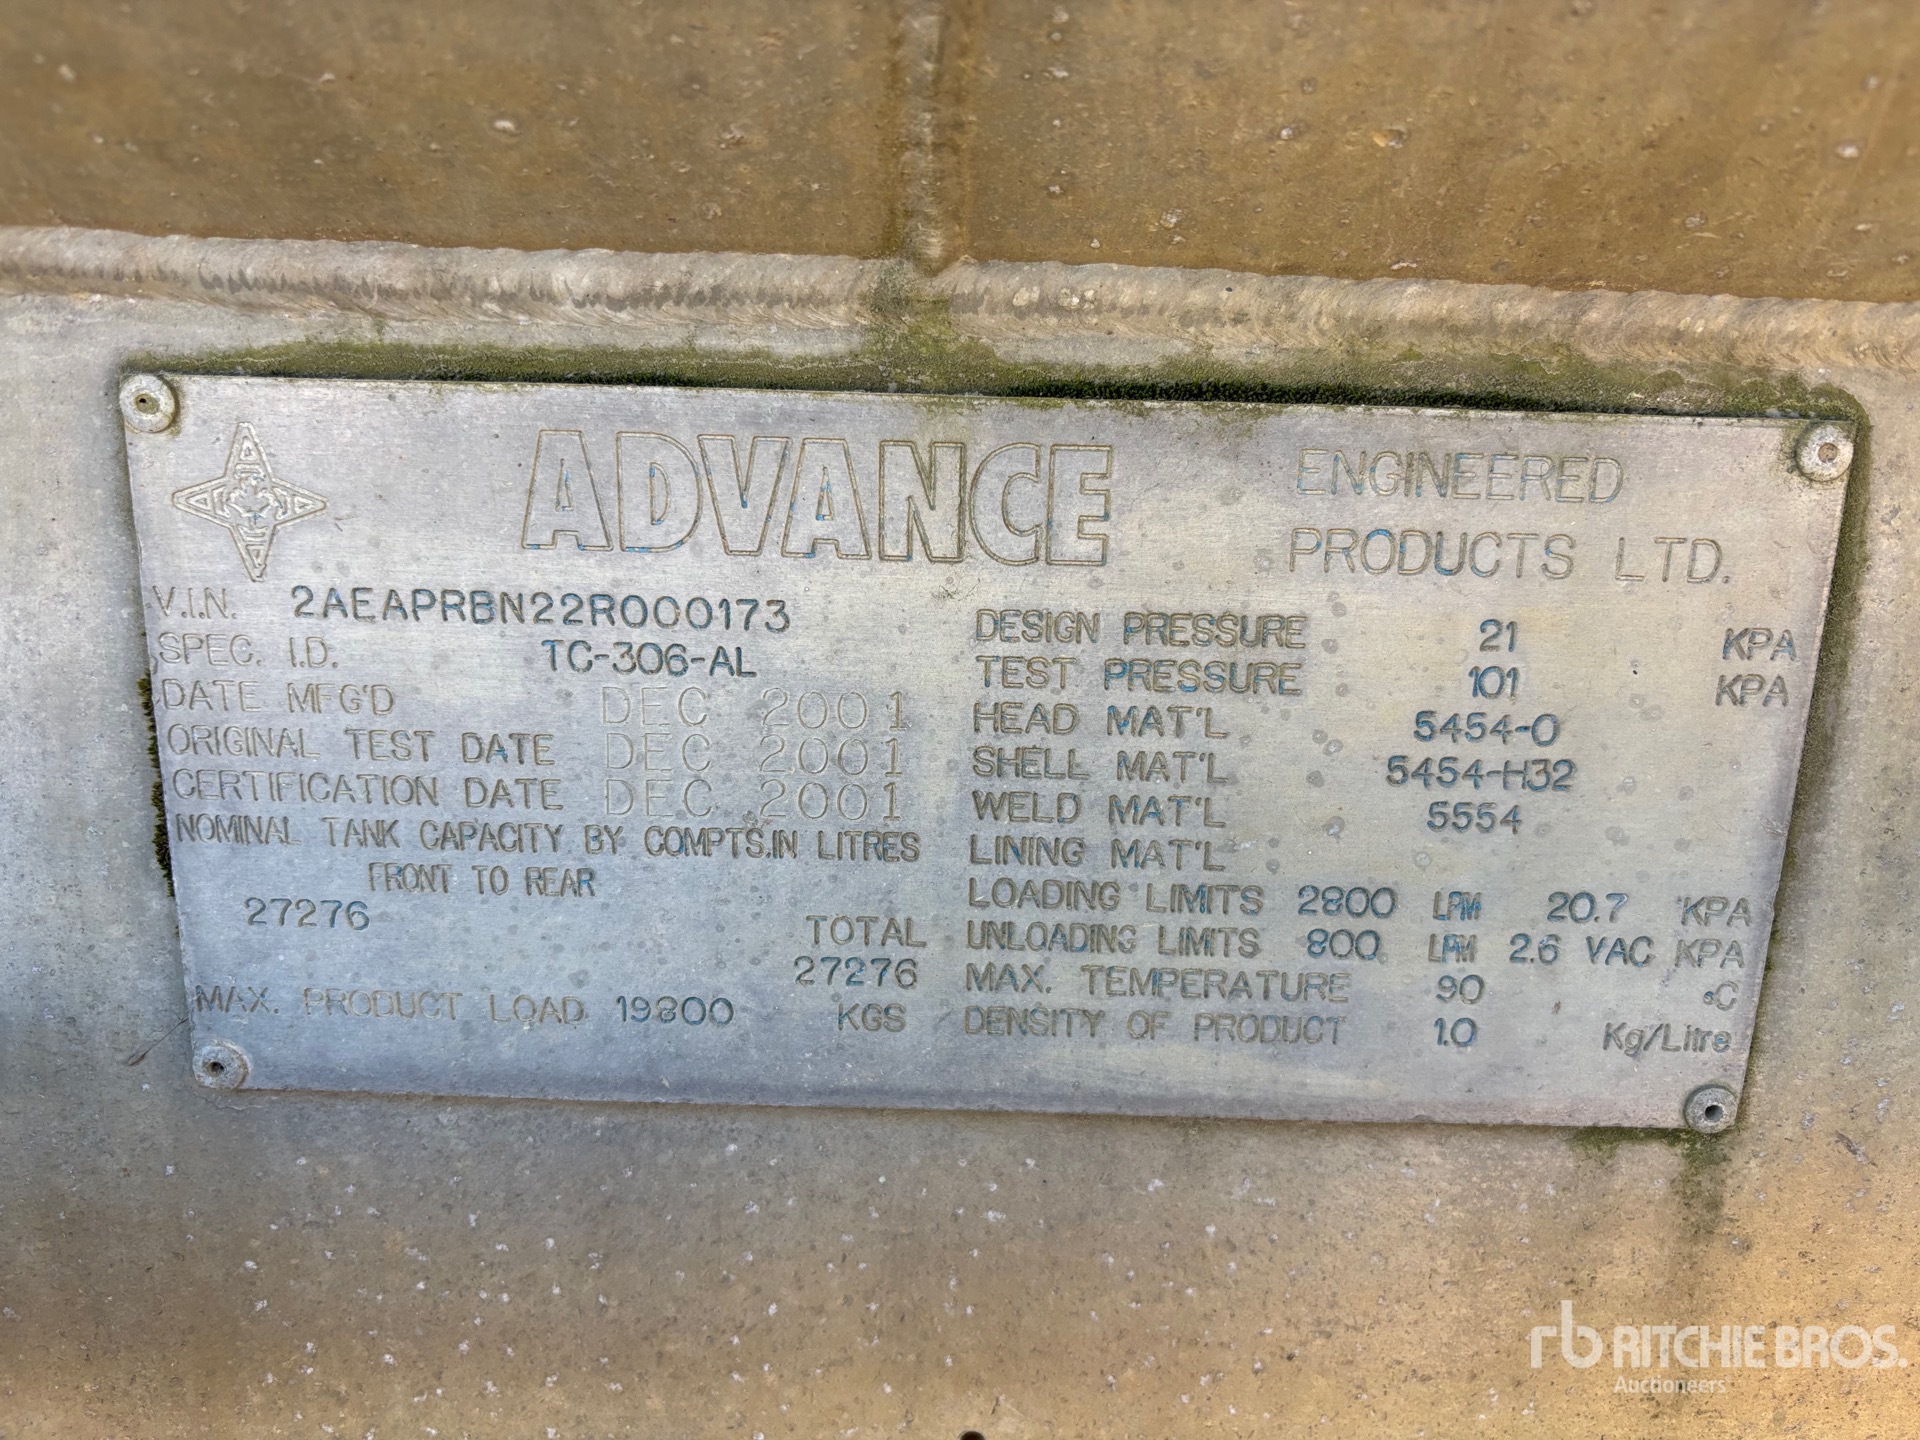 ADVANCE ENGINEERED
PRODUCTS LTD.
V.I.N. 2AEAPRBN22R000173
SPEC. I.D. TC-306-AL
DATE MFG'D DEC 2001
ORIGINAL TEST DATE DEC 2001
CERTIFICATION DATE DEC 2001
NOMINAL TANK CAPACITY BY COMPTS.IN LITRES
FRONT TO REAR
27276
TOTAL
27276
MAX. PRODUCT LOAD 19800 KGS
DESIGN PRESSURE 21 KPA
TEST PRESSURE 101 KPA
HEAD MAT'L 5454-O
SHELL MAT'L 5454-H32
WELD MAT'L 5554
LINING MAT'L
LOADING LIMITS 2800 LPM 20.7 KPA
UNLOADING LIMITS 800 LPM 2.6 VAC KPA
MAX. TEMPERATURE 90 °C
DENSITY OF PRODUCT 1.0 Kg/Litre
rb RITCHIE BROS.
Auctioneers